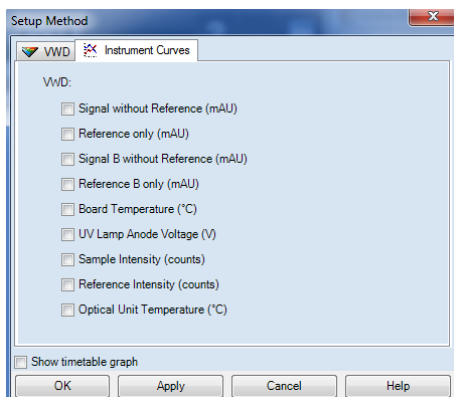 Setup Method
VWD Instrument Curves
VWD:
Signal without Reference (mAU)
Reference only (mAU)
Signal B without Reference (mAU)
Reference B only (mAU)
Board Temperature (°C)
UV Lamp Anode Voltage (V)
Sample Intensity (counts)
Reference Intensity (counts)
Optical Unit Temperature (°C)
Show timetable graph
OK Apply Cancel Help